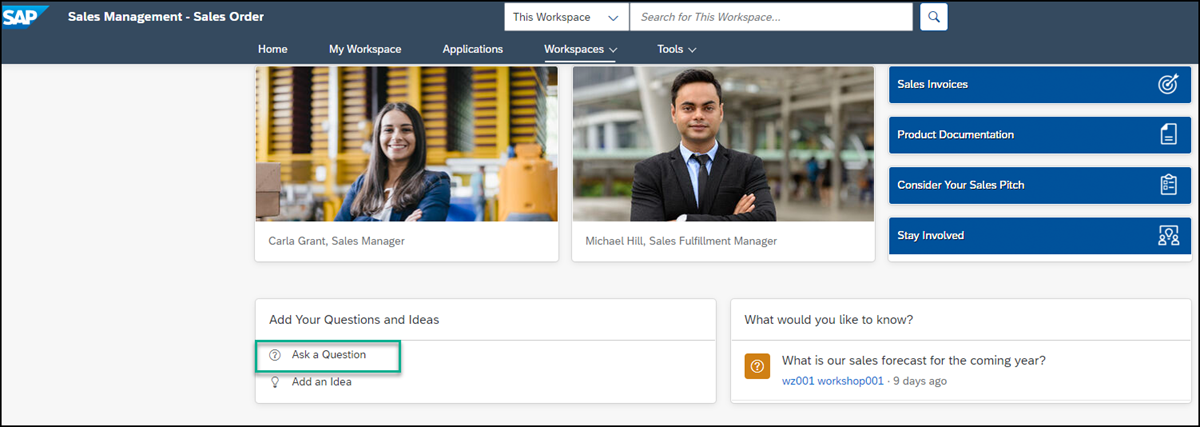 SAP
Sales Management - Sales Order
This Workspace
Search for This Workspace...
Home
My Workspace
Applications
Workspaces
Tools
Carla Grant, Sales Manager
Michael Hill, Sales Fulfillment Manager
Sales Invoices
Product Documentation
Consider Your Sales Pitch
Stay Involved
Add Your Questions and Ideas
Ask a Question
Add an Idea
What would you like to know?
What is our sales forecast for the coming year?
wz001 workshop001 · 9 days ago